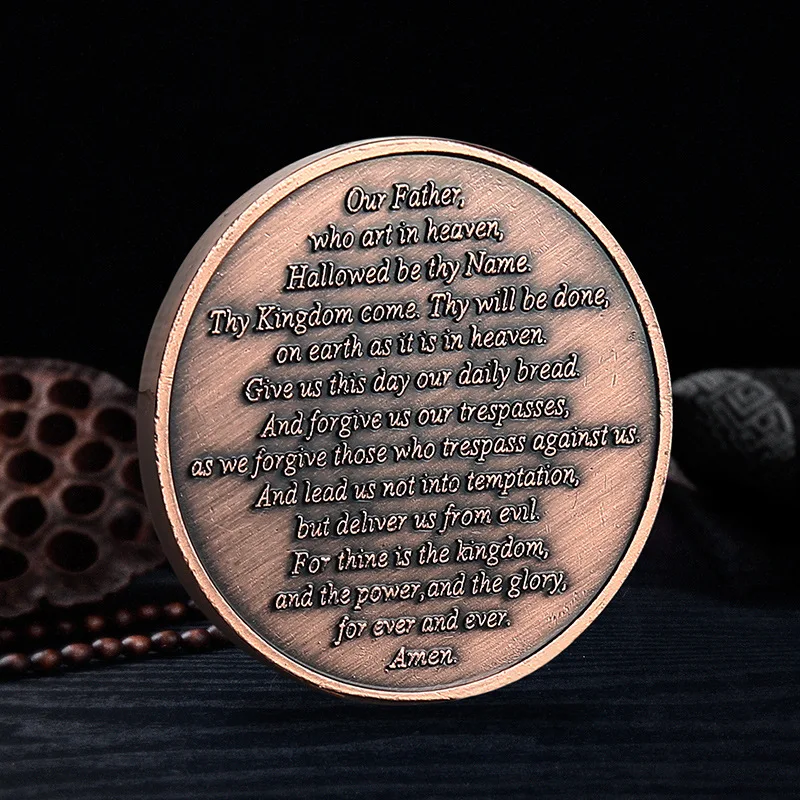 Our Father,
who art in heaven,
Hallowed be thy Name.
Thy Kingdom come. Thy will be done,
on earth as it is in heaven.
Give us this day our daily bread.
And forgive us our trespasses,
as we forgive those who trespass against us.
And lead us not into temptation,
but deliver us from evil.
For thine is the kingdom,
and the power, and the glory,
for ever and ever.
Amen.